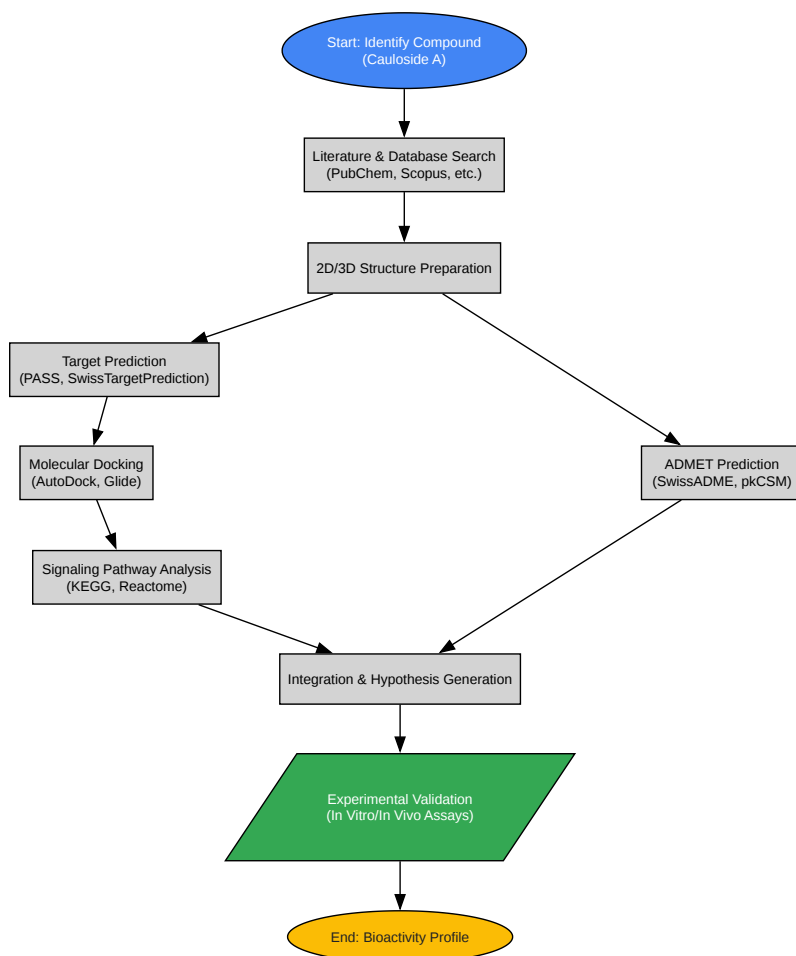 Start: Identify Compound
(Cauloside A)
Literature & Database Search
(PubChem, Scopus, etc.)
2D/3D Structure Preparation
Target Prediction
(PASS, SwissTargetPrediction)
Molecular Docking
(AutoDock, Glide)
ADMET Prediction
(SwissADME, pkCSM)
Signaling Pathway Analysis
(KEGG, Reactome)
Integration & Hypothesis Generation
Experimental Validation
(In Vitro/In Vivo Assays)
End: Bioactivity Profile